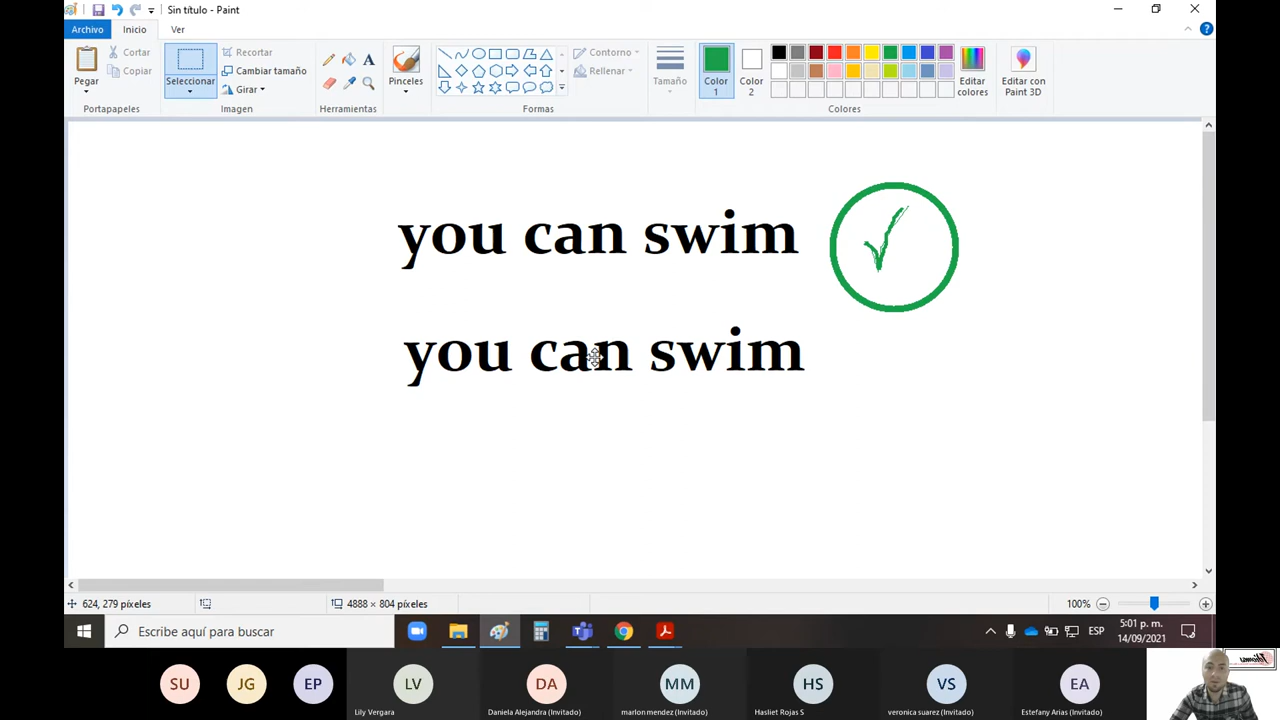 Sin título - Paint
Archivo Inicio Ver
Pegar
Cortar
Copiar
Portapapeles
Seleccionar
Recortar
Cambiar tamaño
Girar
Imagen
Herramientas
Pinceles
Contorno
Rellenar
Formas
Tamaño
Color 1
Color 2
Editar colores
Editar con Paint 3D
Colores
you can swim
you can swim
624, 279 píxeles
4888 × 804 píxeles
100%
Escribe aquí para buscar
ESP
5:01 p. m.
14/09/2021
SU JG EP LV DA MM HS VS EA
Lily Vergara Daniela Alejandra (Invitado) marlon mendez (Invitado) Hasliet Rojas S veronica suarez (Invitado) Estefany Arias (Invitado)